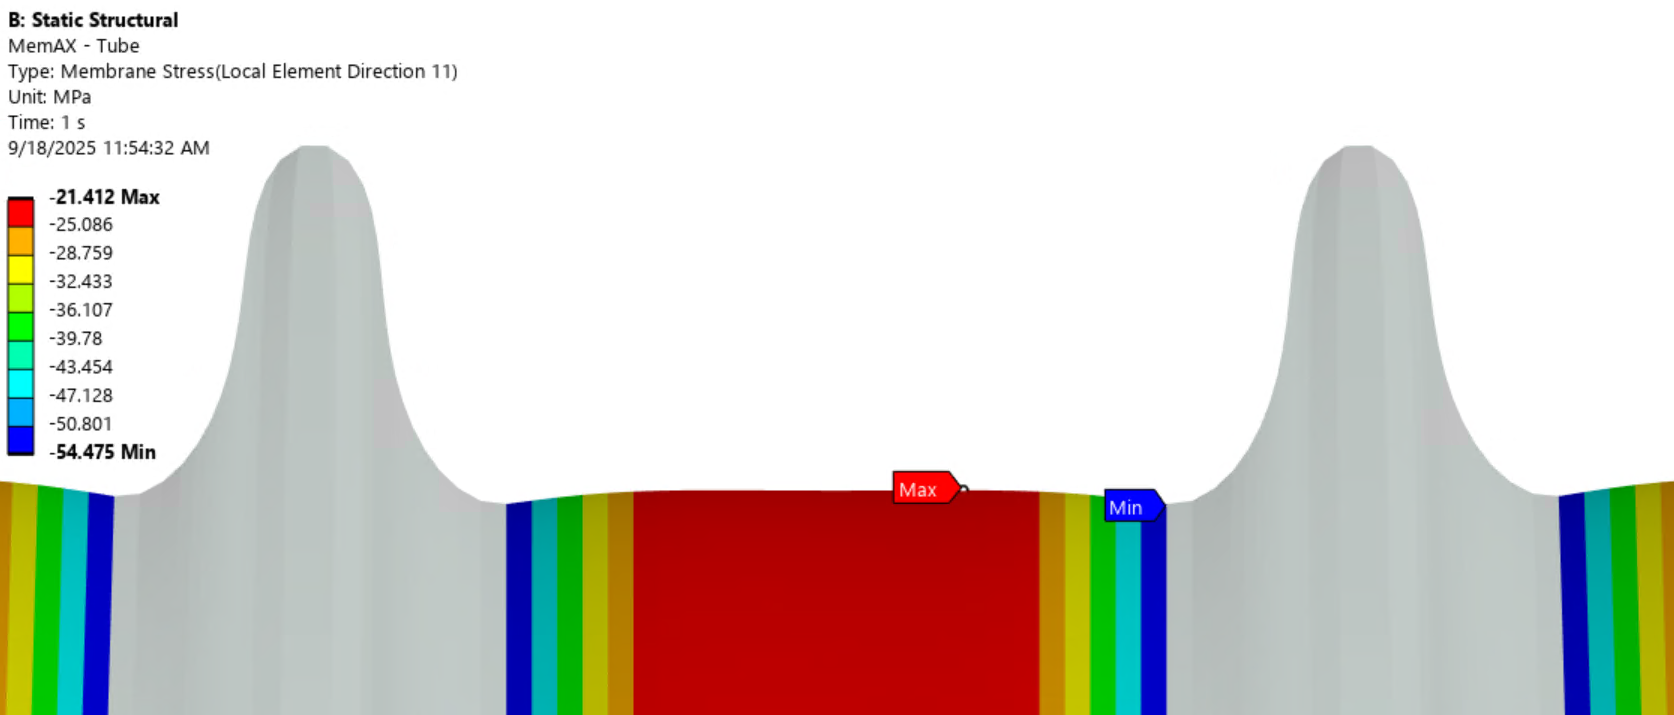 B: Static Structural
MemAX - Tube
Type: Membrane Stress(Local Element Direction 11)
Unit: MPa
Time: 1 s
9/18/2025 11:54:32 AM
-21.412 Max
-25.086
-28.759
-32.433
-36.107
-39.78
-43.454
-47.128
-50.801
-54.475 Min
Max
Min